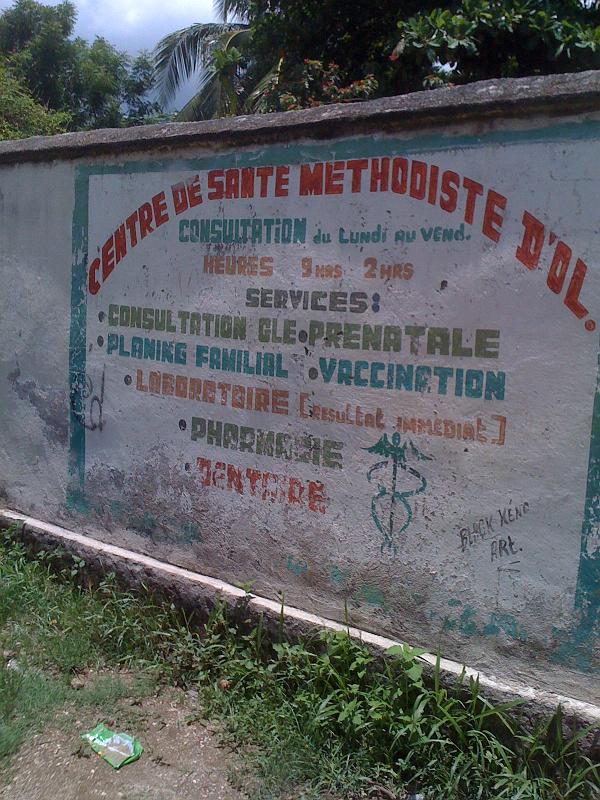 CENTRE DE SANTE METHODISTE D'OL.
CONSULTATION du LUNDI AU VEND.
HEURES 9HRS 2HRS
SERVICES:
•CONSULTATION GLE •PRENATALE
•PLANING FAMILIAL •VACCINATION
•LABORATOIRE [RESULTAT IMMEDIAT.]
•PHARMACIE
•DENTAIRE
BLACK XÉNO
ART.